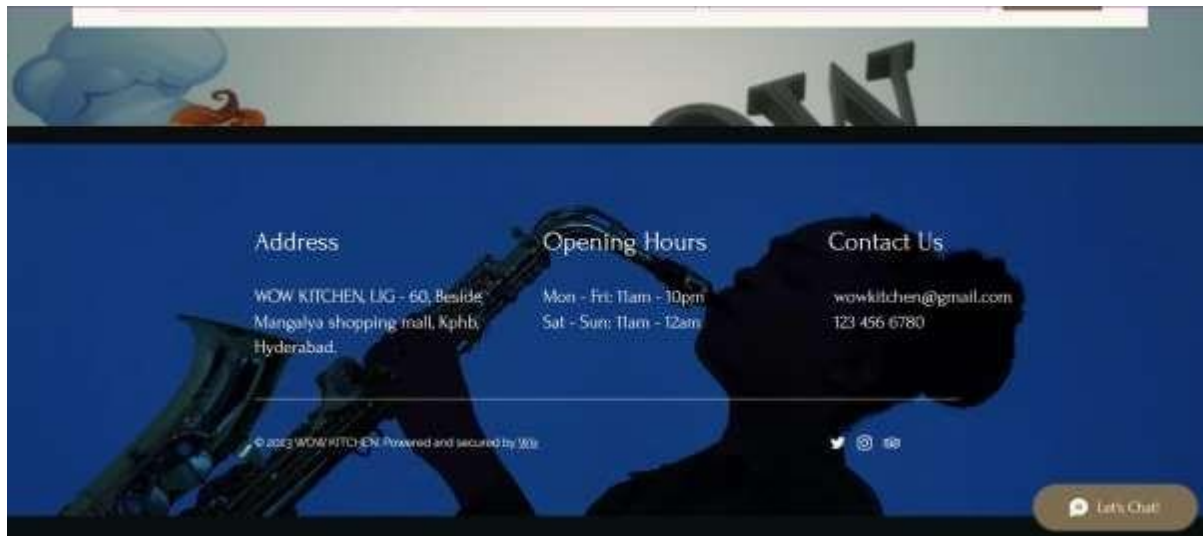 OW
Address
WOW KITCHEN, LIG - 60, Beside
Mangalya shopping mall, Kphb,
Hyderabad.
Opening Hours
Mon - Fri: 11am - 10pm
Sat - Sun: 11am - 12am
Contact Us
wowkitchen@gmail.com
123 456 6780
© 2023 WOW KITCHEN. Powered and secured by Wix
Let's Chat!